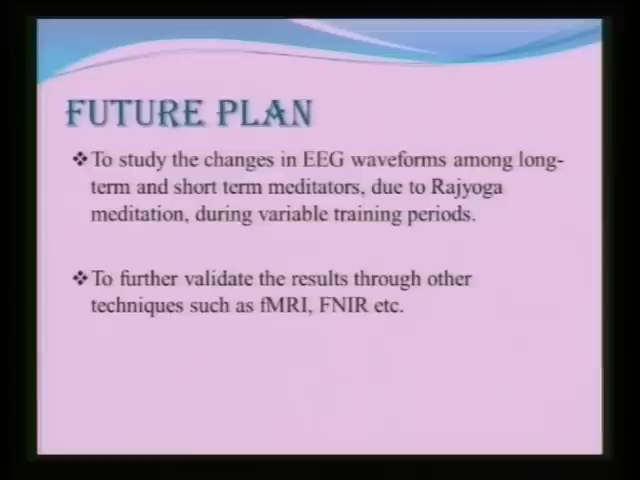 FUTURE PLAN
❖To study the changes in EEG waveforms among long-
term and short term meditators, due to Rajyoga
meditation, during variable training periods.
❖To further validate the results through other
techniques such as fMRI, FNIR etc.